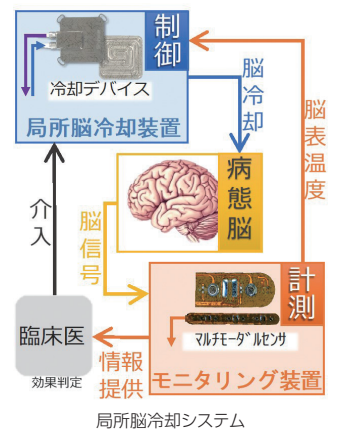 制御
冷却デバイス
局所脳冷却装置
脳冷却
脳表温度
病態脳
介入
脳信号
計測
マルチモーダルセンサ
臨床医
情報提供
モニタリング装置
効果判定
局所脳冷却システム